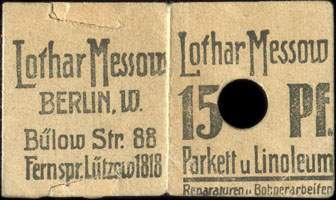 Lothar Messow
BERLIN, W.
Bülow Str. 88
Fernspr. Lützow 1818
Lothar Messow
15 Pf
Parkett u Linoleum
Reparaturen u Bohnerarbeiten